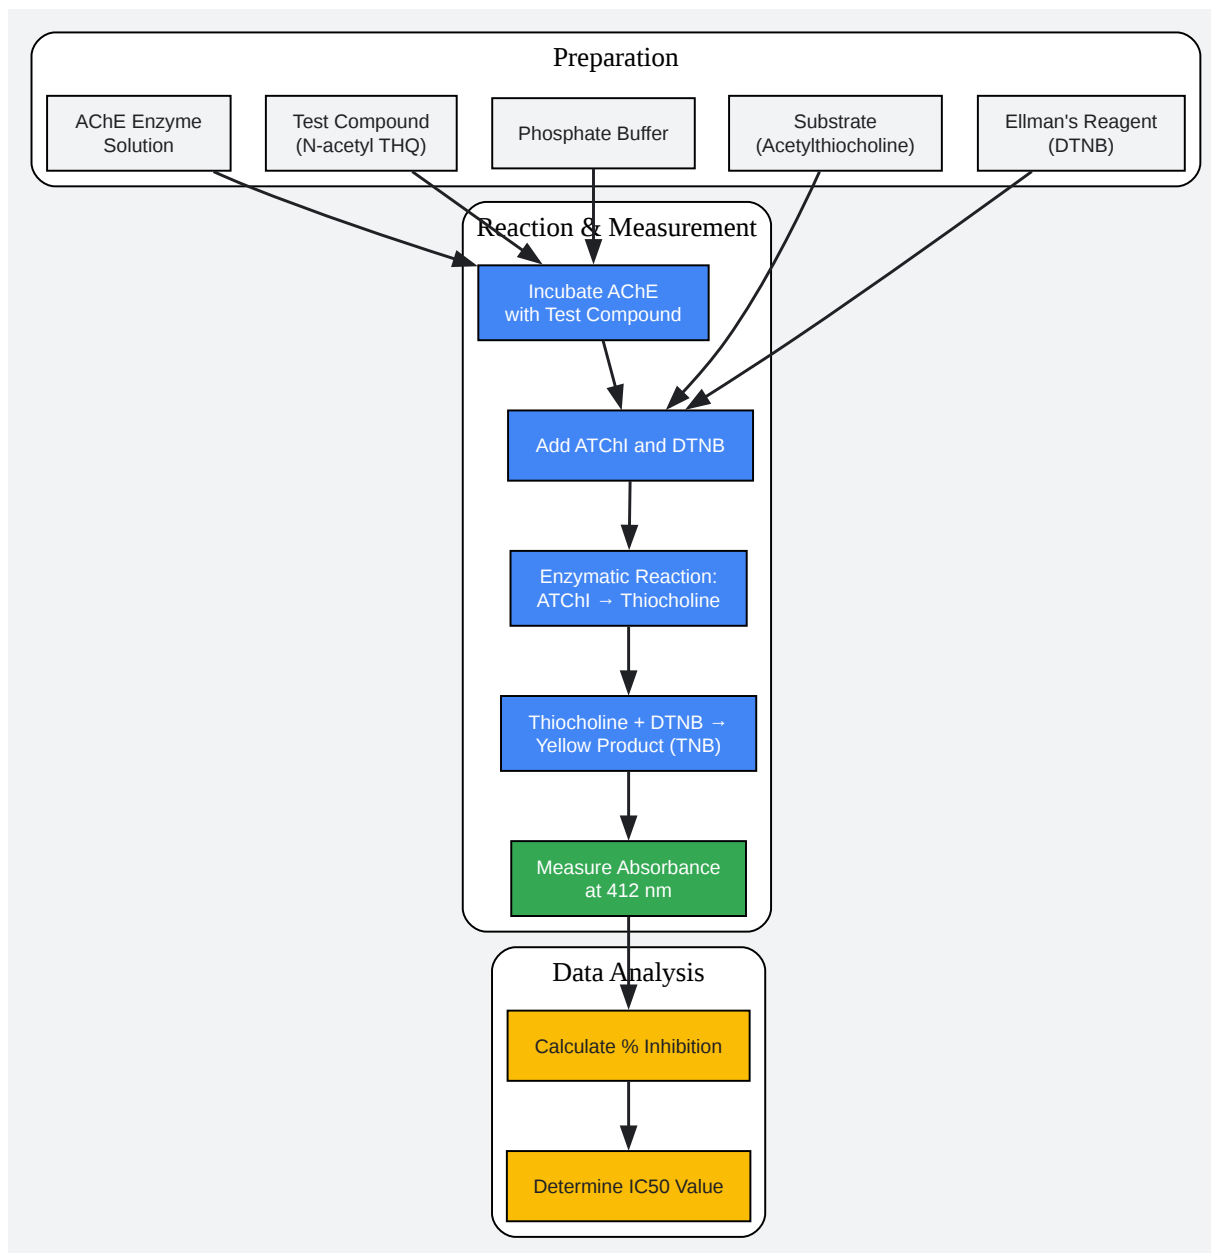 Preparation
AChE Enzyme
Solution
Test Compound
(N-acetyl THQ)
Phosphate Buffer
Substrate
(Acetylthiocholine)
Ellman's Reagent
(DTNB)
Reaction & Measurement
Incubate AChE
with Test Compound
Add ATChI and DTNB
Enzymatic Reaction:
ATChI → Thiocholine
Thiocholine + DTNB →
Yellow Product (TNB)
Measure Absorbance
at 412 nm
Data Analysis
Calculate % Inhibition
Determine IC50 Value